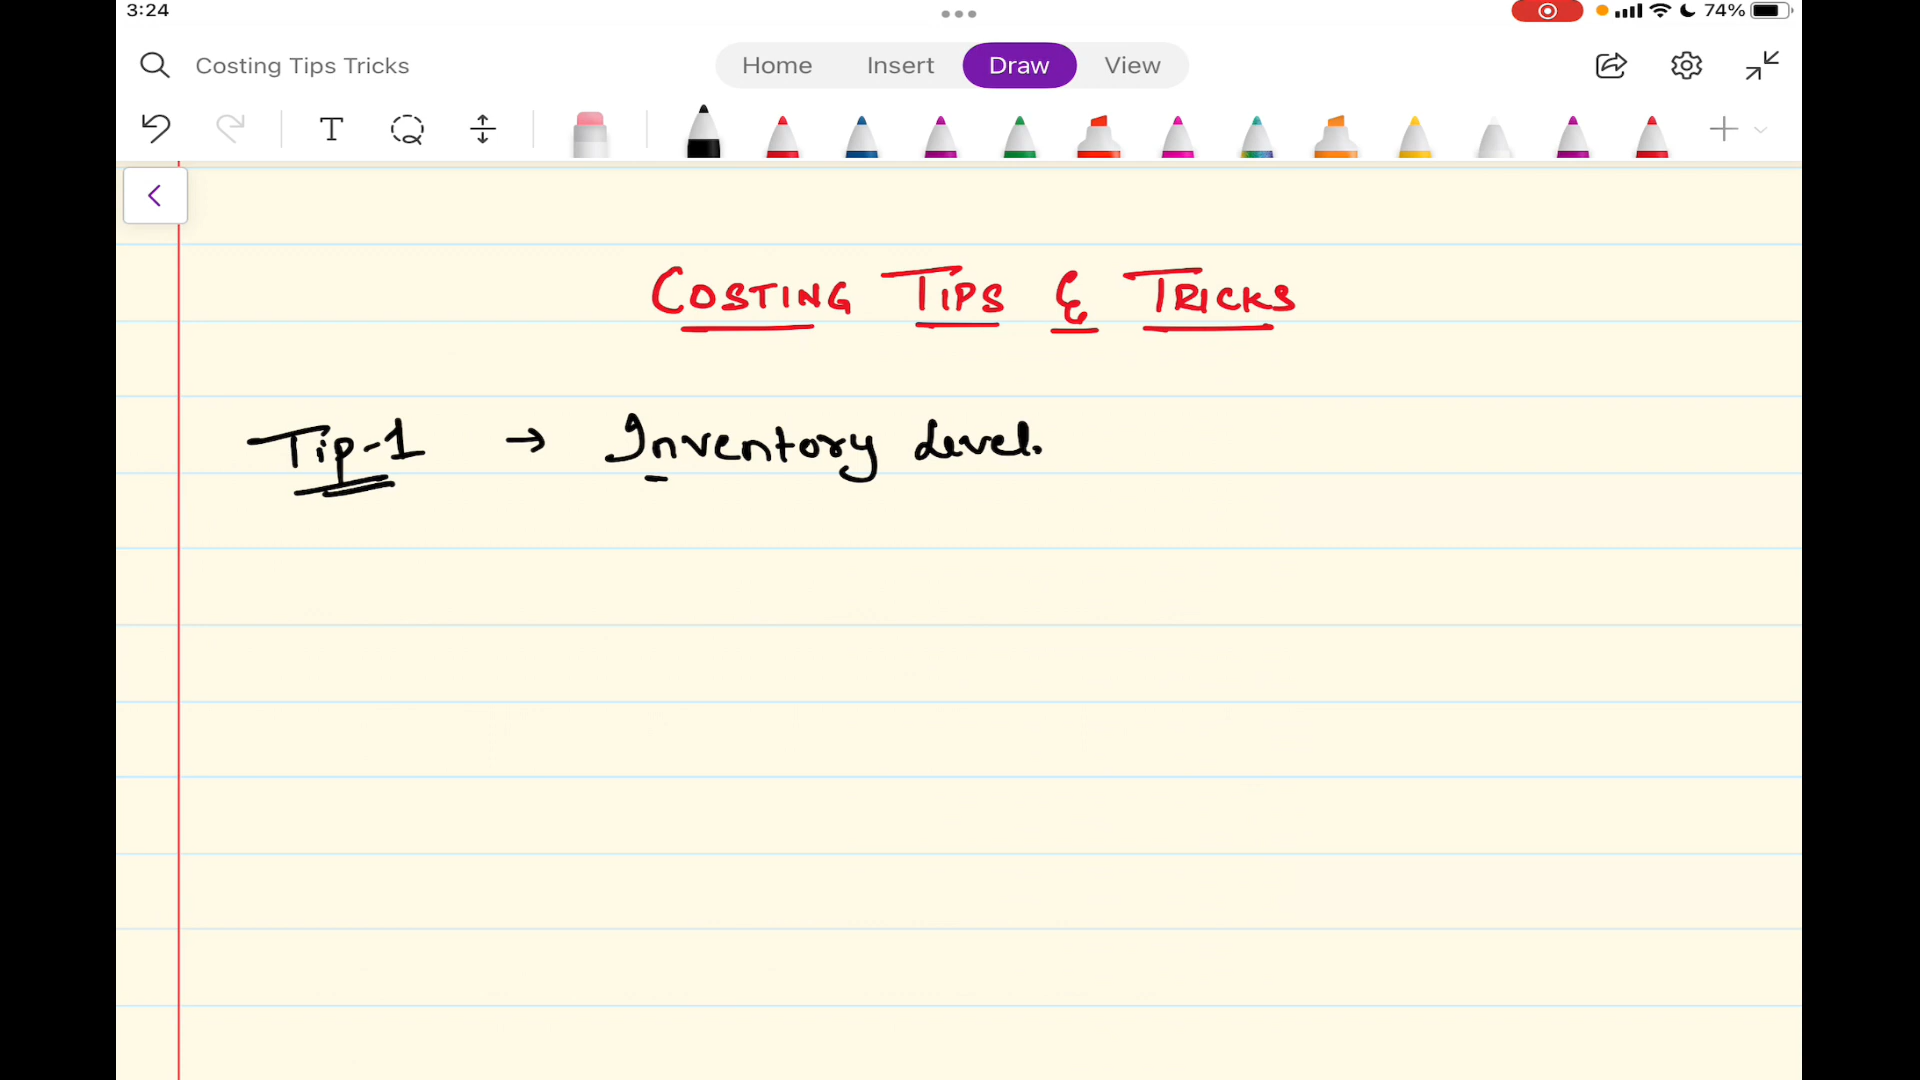 3:24
74%
Costing Tips Tricks
Home Insert Draw View
T
COSTING TIPS & TRICKS
Tip-1 → Inventory Level.